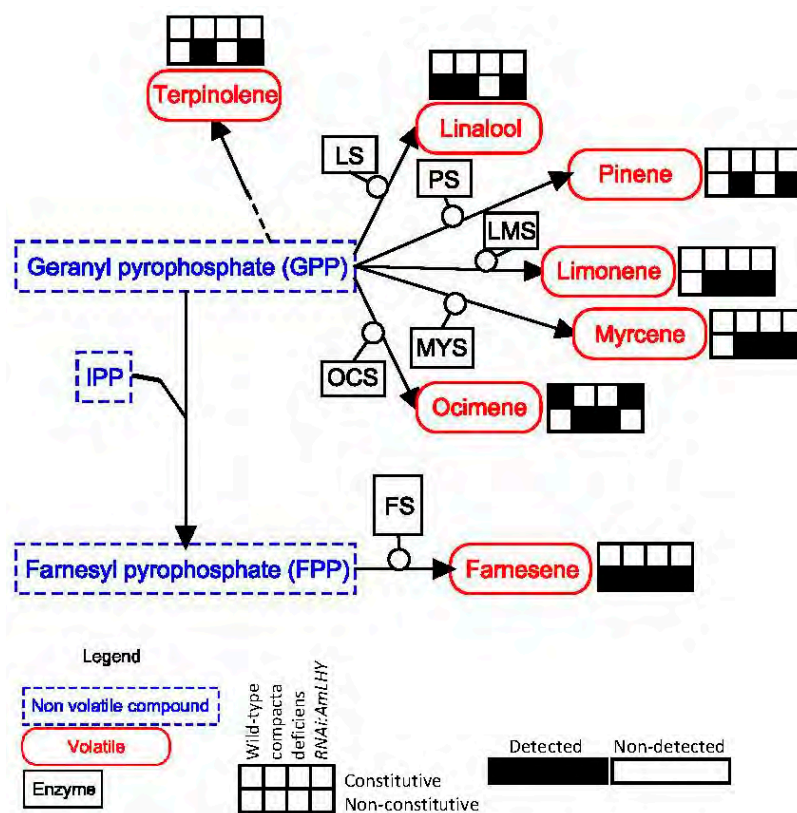 Terpinolene
Linalool
LS
PS
Pinene
LMS
Geranyl pyrophosphate (GPP)
Limonene
MYS
Myrcene
IPP
OCS
Ocimene
FS
Farnesyl pyrophosphate (FPP)
Farnesene
Legend
Non volatile compound
Volatile
Enzyme
Wild-type
compacta
deficiens
RNAi:AmLHY
Constitutive
Non-constitutive
Detected
Non-detected